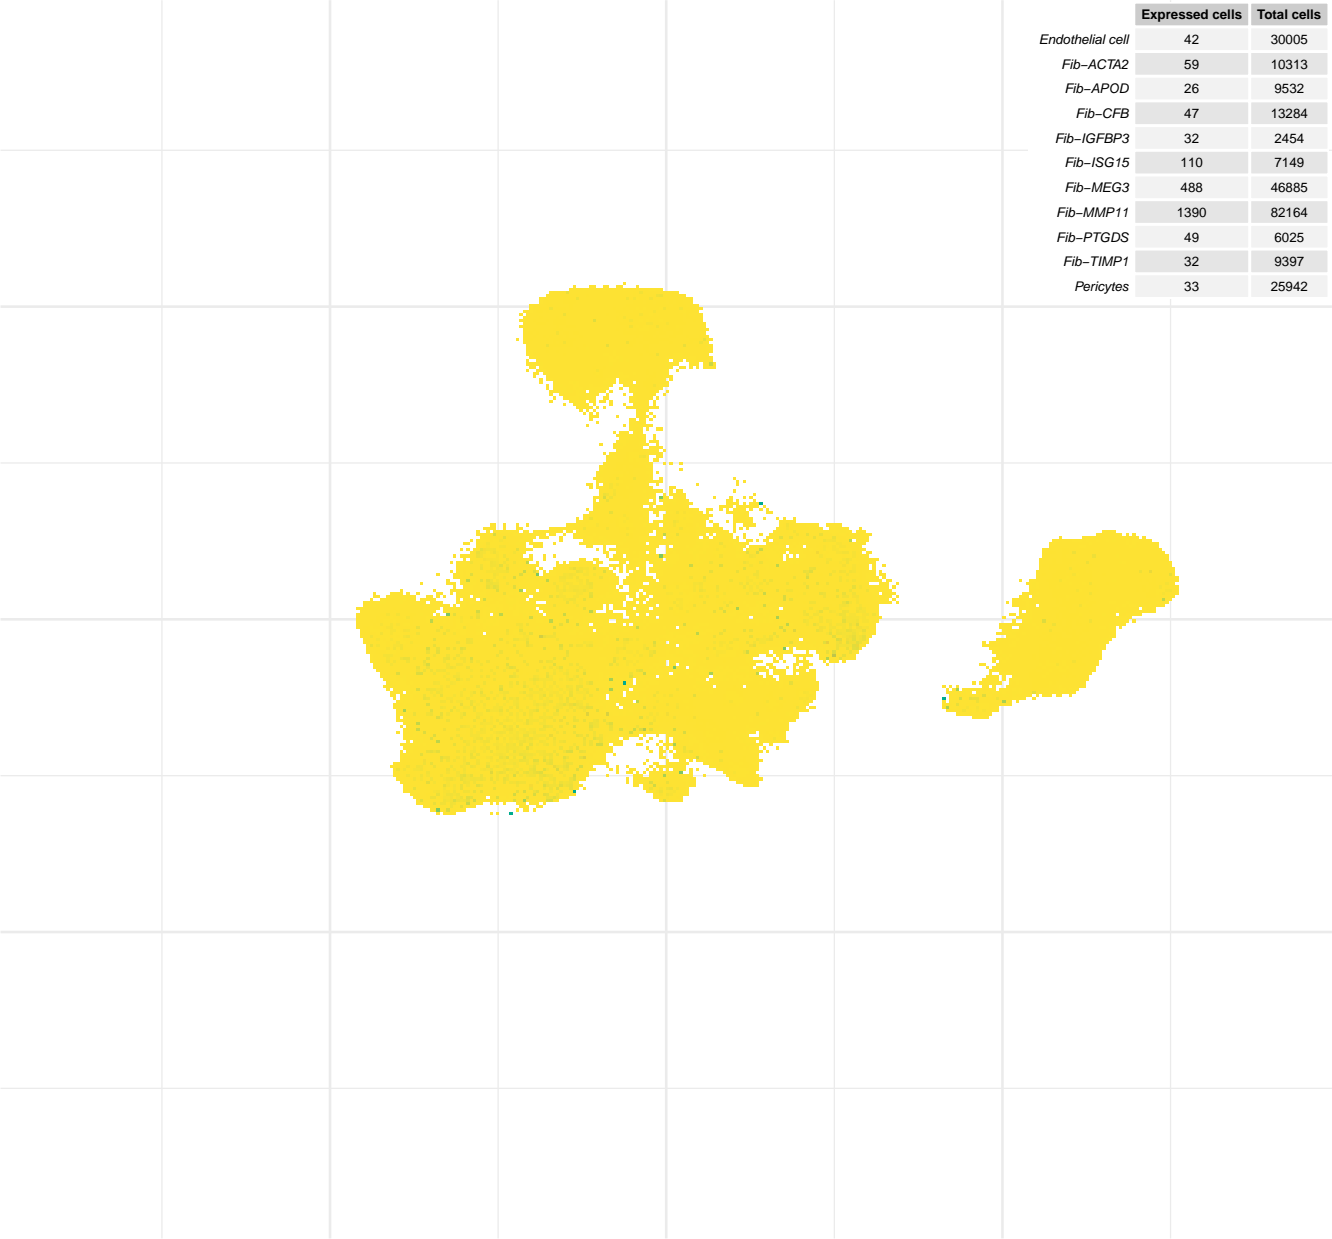 Expressed cells Total cells
Endothelial cell 42 30005
Fib−ACTA2 59 10313
Fib−APOD 26 9532
Fib−CFB 47 13284
Fib−IGFBP3 32 2454
Fib−ISG15 110 7149
Fib−MEG3 488 46885
Fib−MMP11 1390 82164
Fib−PTGDS 49 6025
Fib−TIMP1 32 9397
Pericytes 33 25942